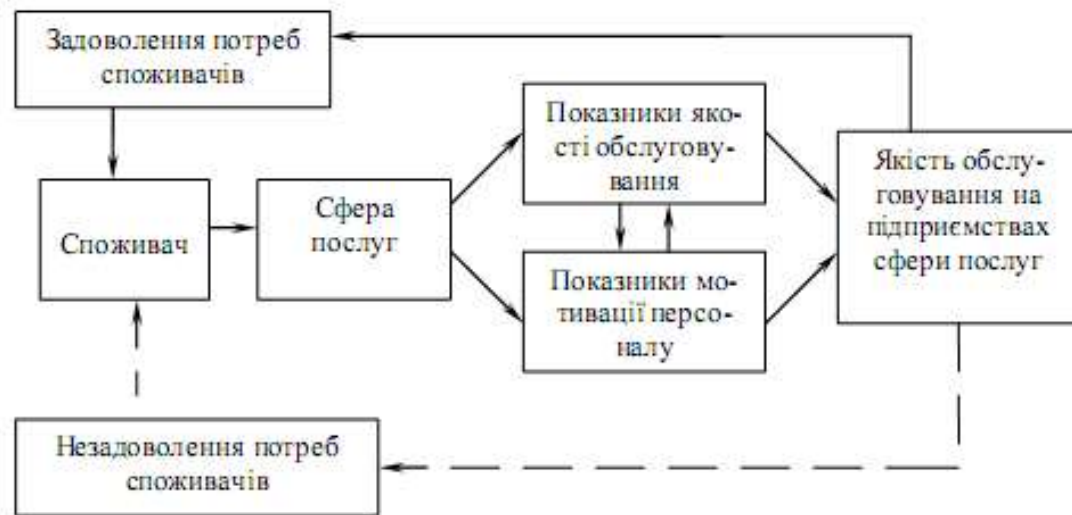 Задоволення потреб
споживачів
Споживач
Сфера
послуг
Показники яко-
сті обслугову-
вання
Показники мо-
тивації персо-
налу
Якість обслу-
говування на
підприємствах
сфери послуг
Незадоволення потреб
споживачів